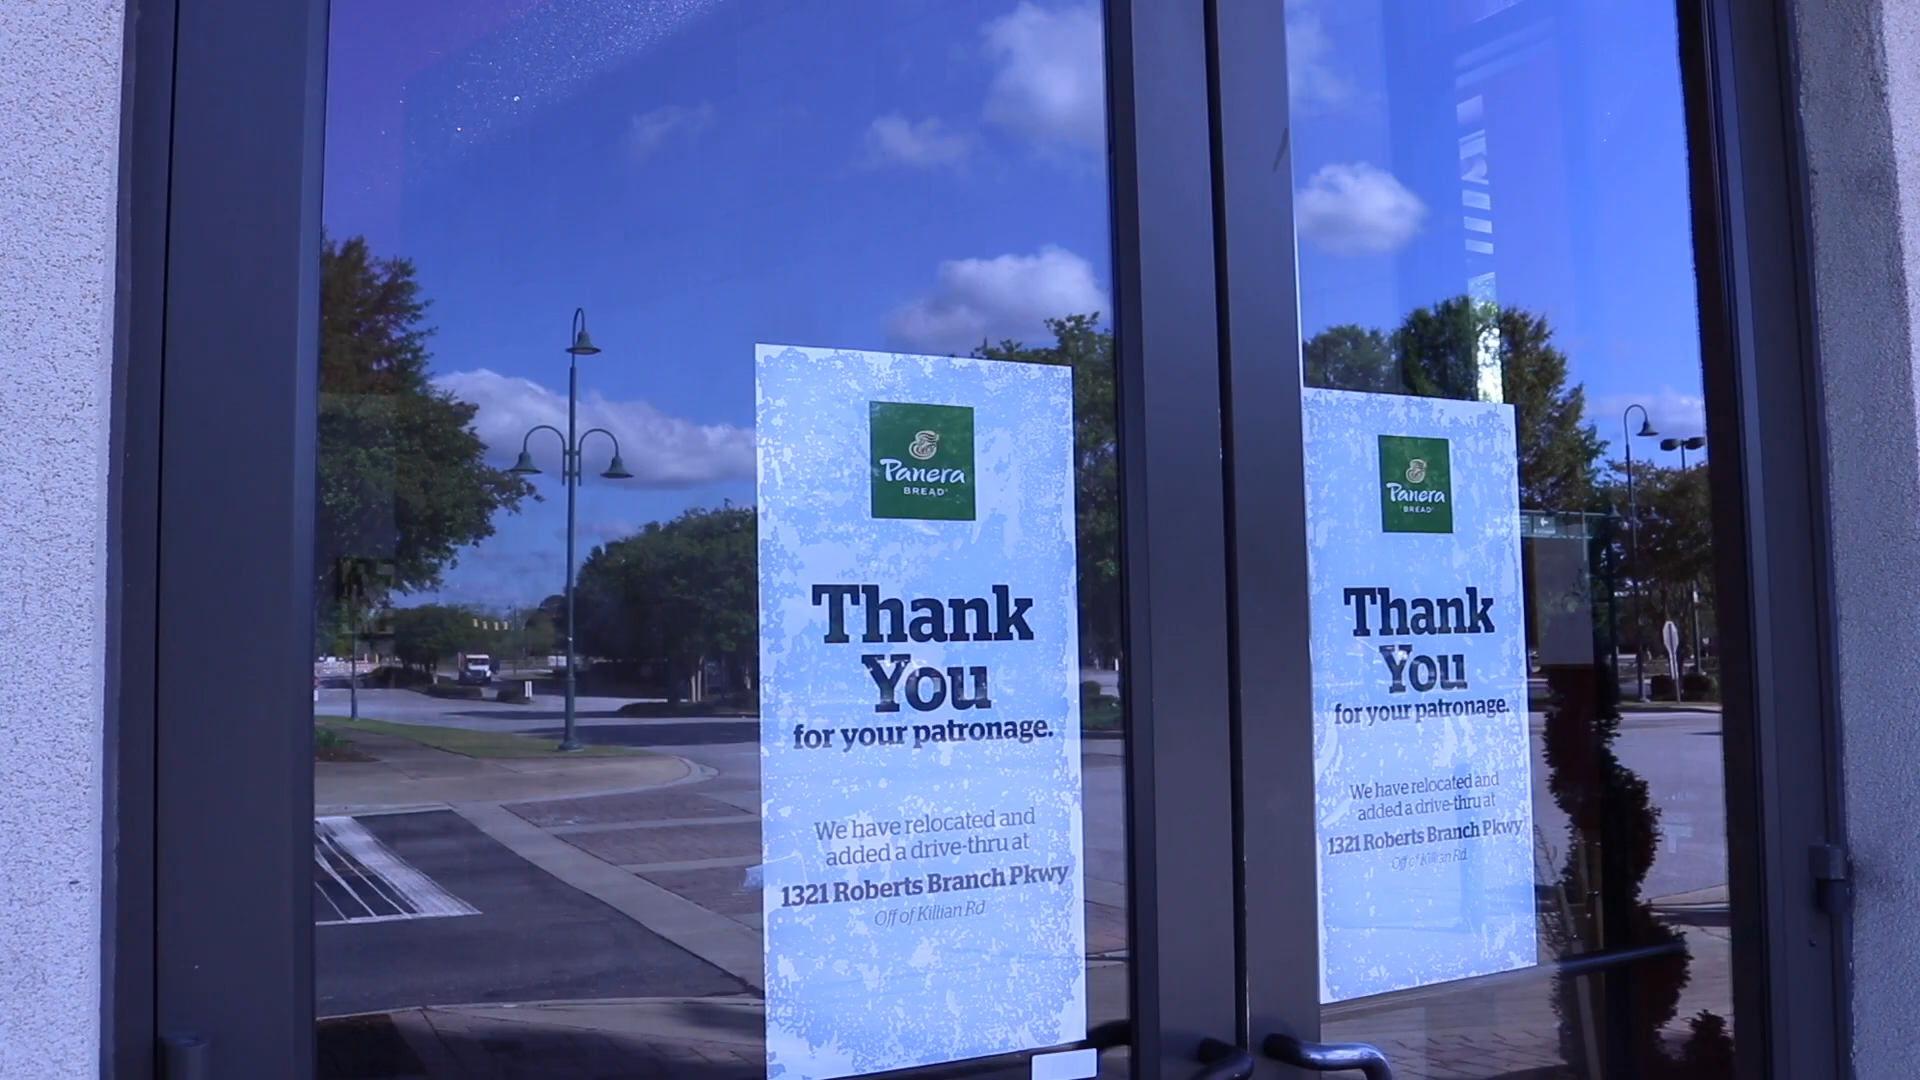 Panera
BREAD
Thank
You
for your patronage.
We have relocated and
added a drive-thru at
1321 Roberts Branch Pkwy
Off of Killian Rd
Panera
BREAD
Thank
You
for your patronage.
We have relocated and
added a drive-thru at
1321 Roberts Branch Pkwy
Off of Killian Rd